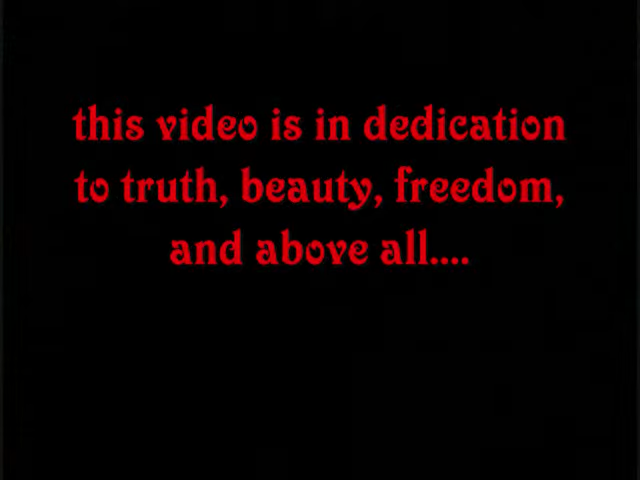 this video is in dedication
to truth, beauty, freedom,
and above all....